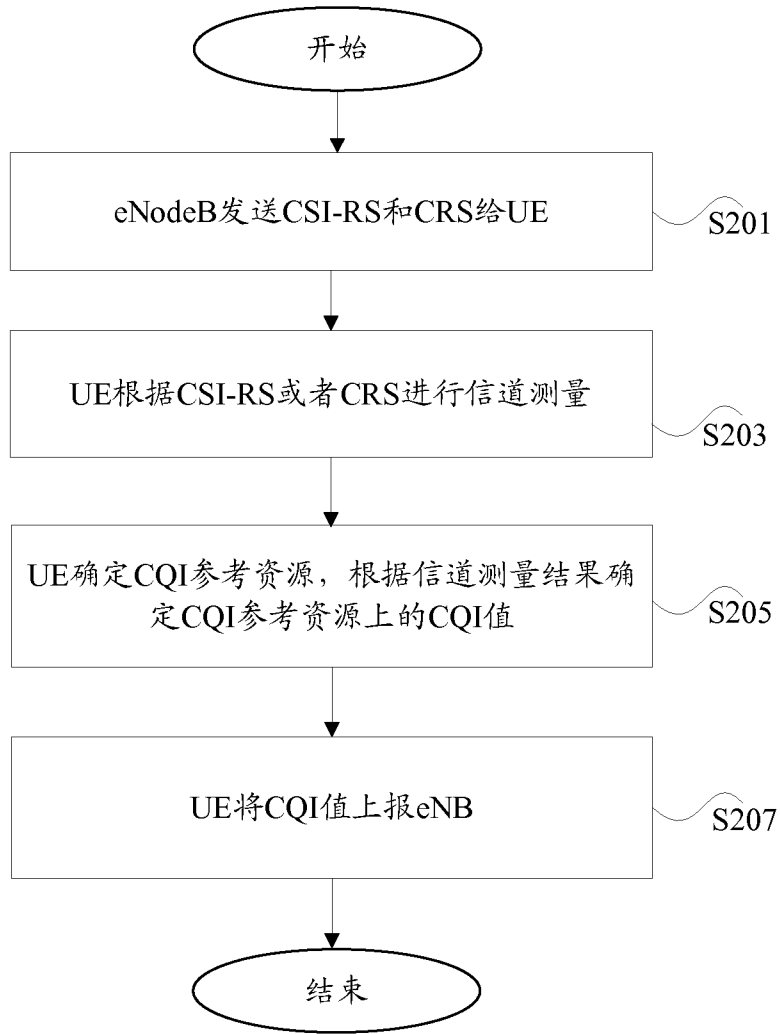 开始
eNodeB发送CSI-RS和CRS给UE
S201
UE根据CSI-RS或者CRS进行信道测量
S203
UE确定CQI参考资源，根据信道测量结果确
定CQI参考资源上的CQI值
S205
UE将CQI值上报eNB
S207
结束